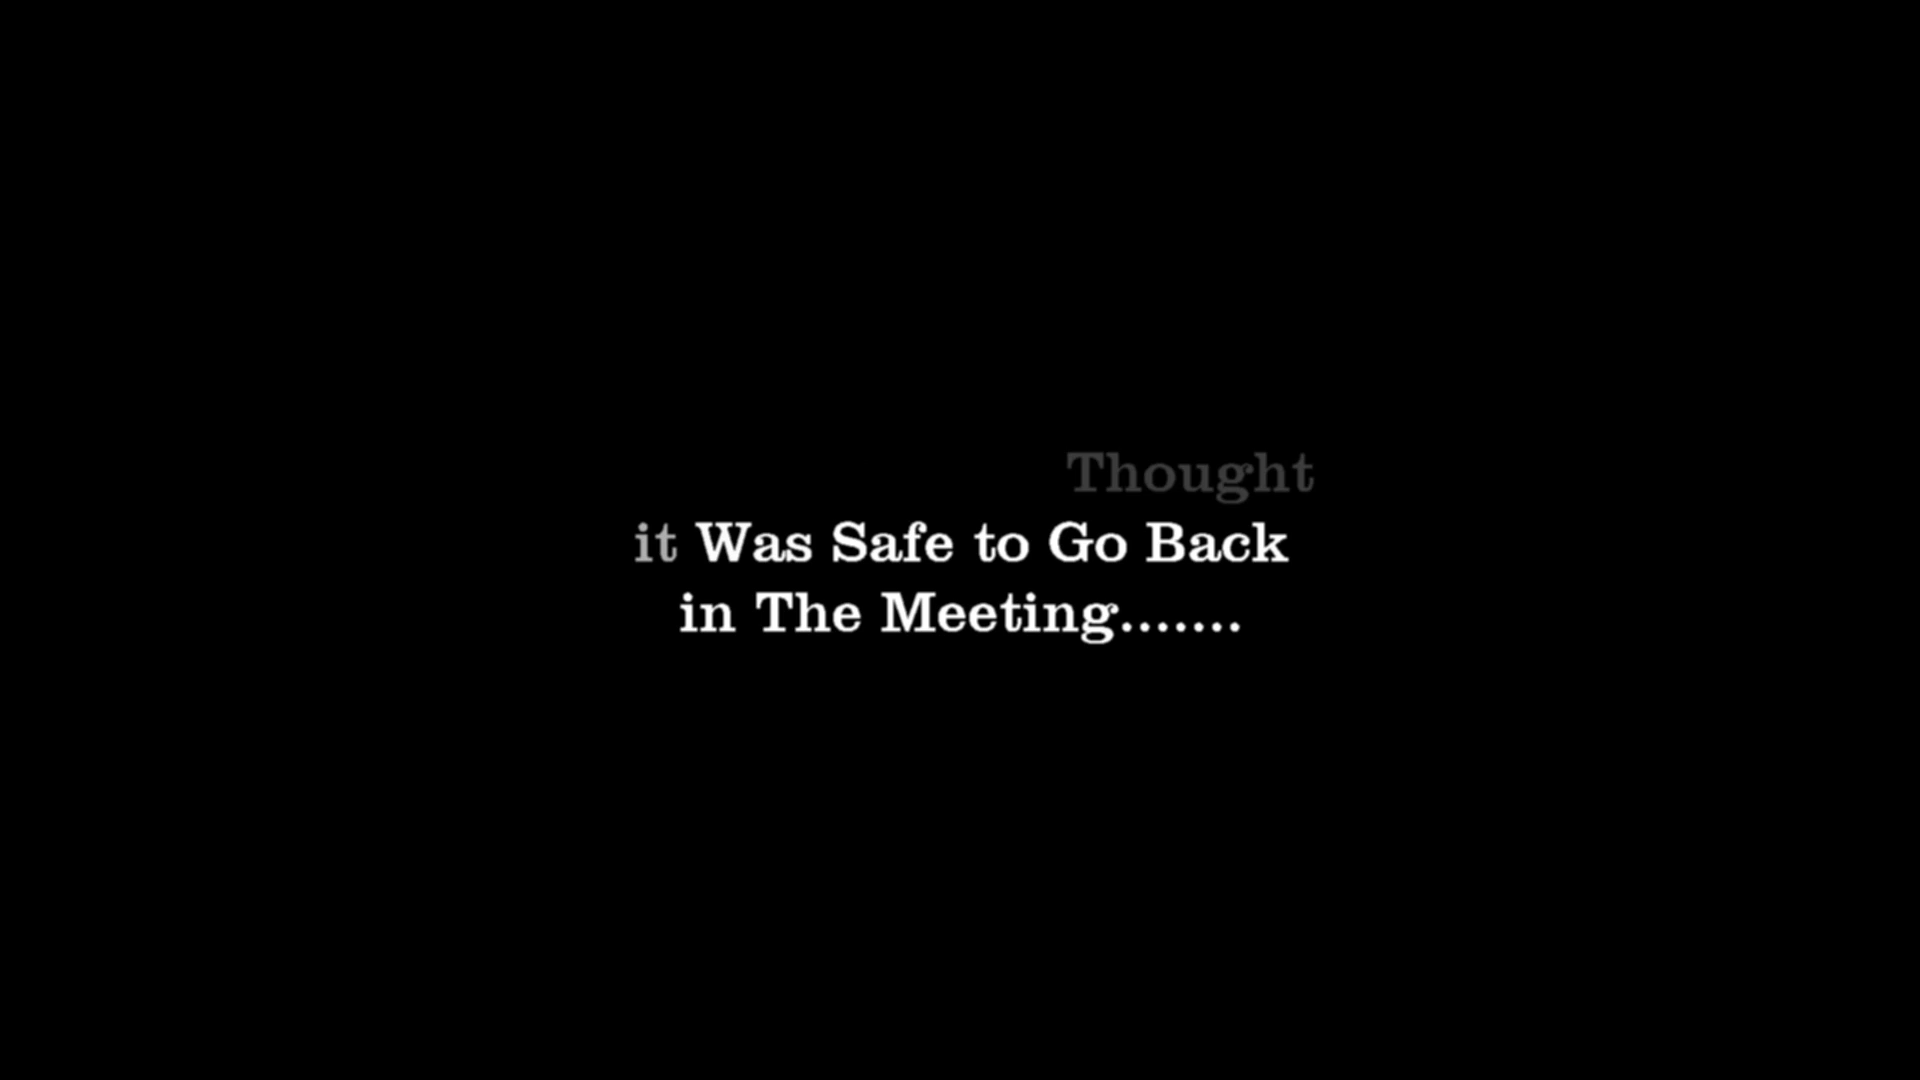 Thought
it Was Safe to Go Back
in The Meeting.......